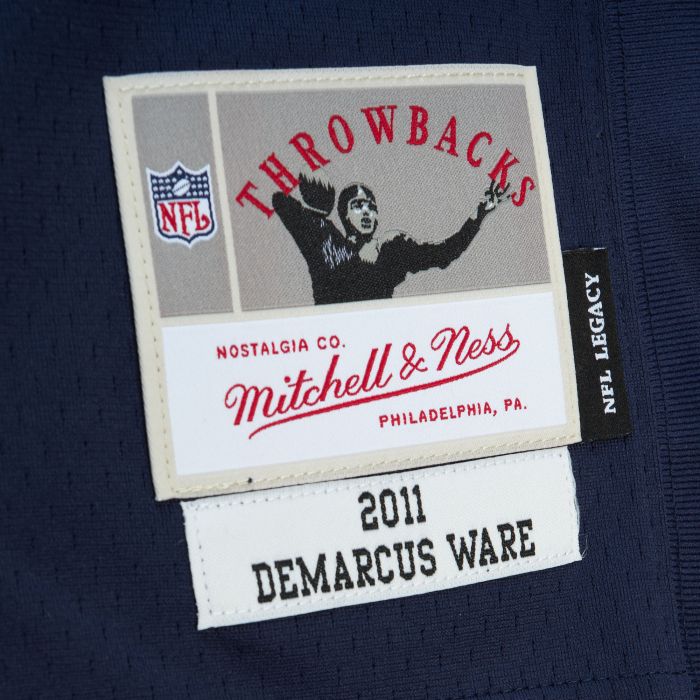 THROWBACKS
NFL
NOSTALGIA CO.
Mitchell & Ness
PHILADELPHIA, PA.
NFL LEGACY
2011
DEMARCUS WARE